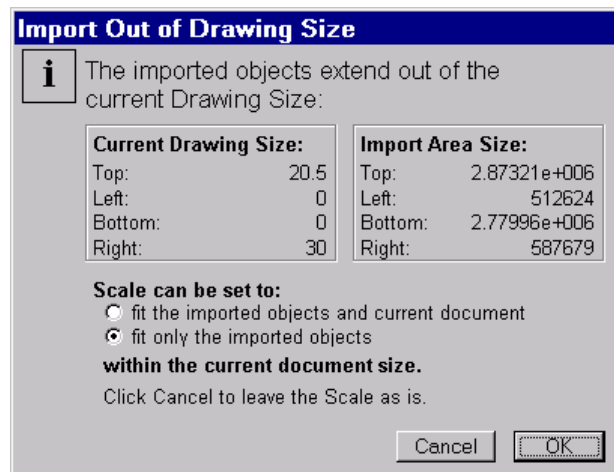 Import Out of Drawing Size
i
The imported objects extend out of the
current Drawing Size:
Current Drawing Size:
Top: 20.5
Left: 0
Bottom: 0
Right: 30
Import Area Size:
Top: 2.87321e+006
Left: 512624
Bottom: 2.77996e+006
Right: 587679
Scale can be set to:
fit the imported objects and current document
fit only the imported objects
within the current document size.
Click Cancel to leave the Scale as is.
Cancel OK